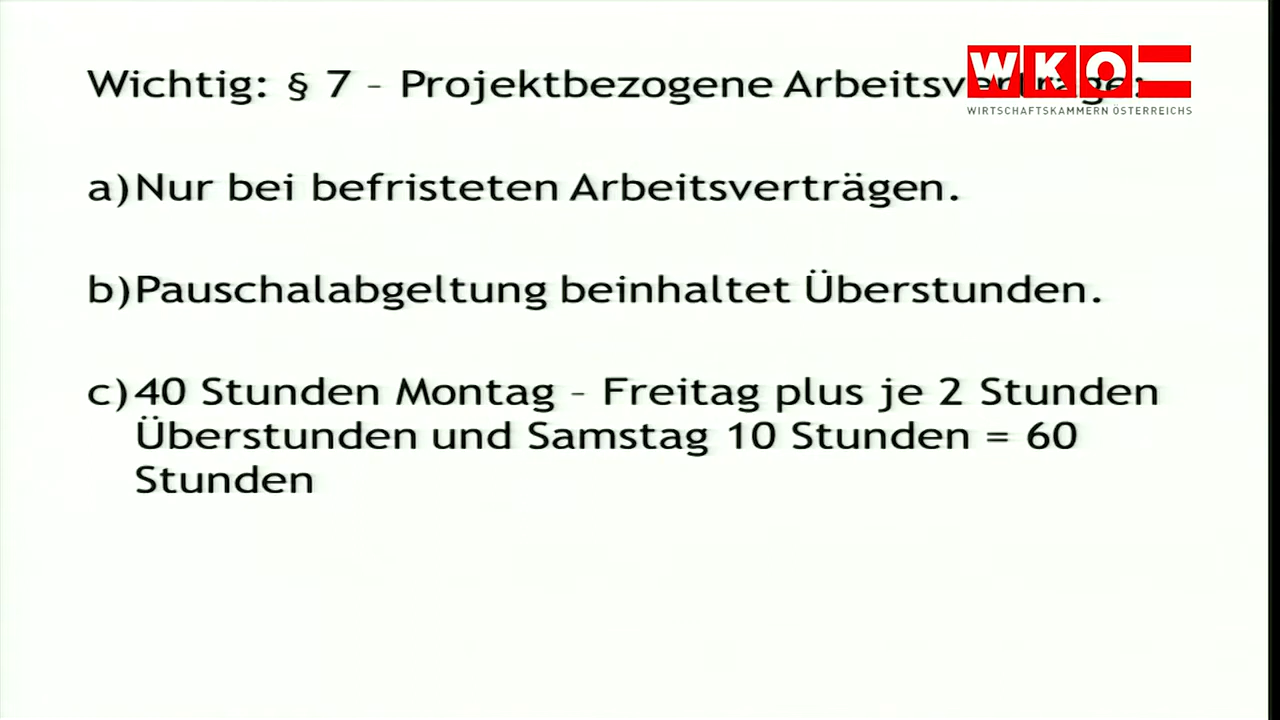 Wichtig: § 7 – Projektbezogene Arbeitsverträge:
WKO
WIRTSCHAFTSKAMMERN ÖSTERREICHS
a) Nur bei befristeten Arbeitsverträgen.
b) Pauschalabgeltung beinhaltet Überstunden.
c) 40 Stunden Montag – Freitag plus je 2 Stunden
Überstunden und Samstag 10 Stunden = 60
Stunden